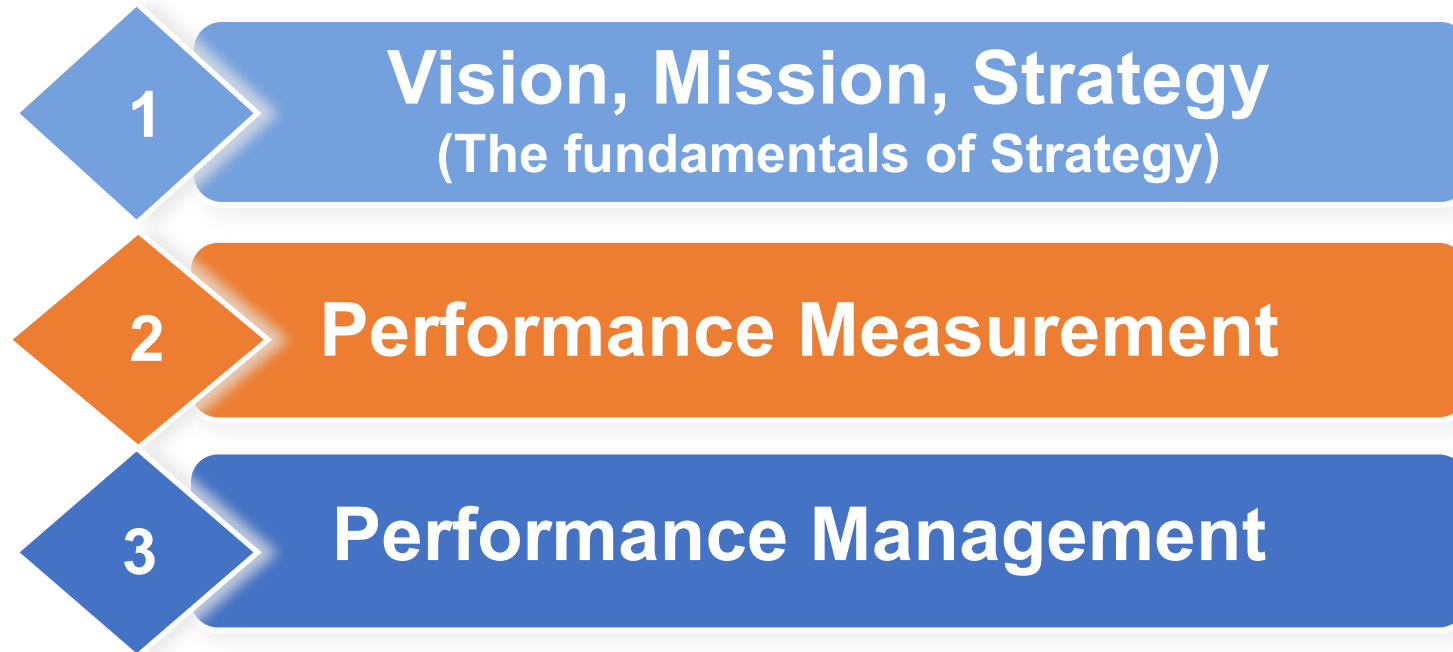 1
Vision, Mission, Strategy
(The fundamentals of Strategy)
2
Performance Measurement
3
Performance Management